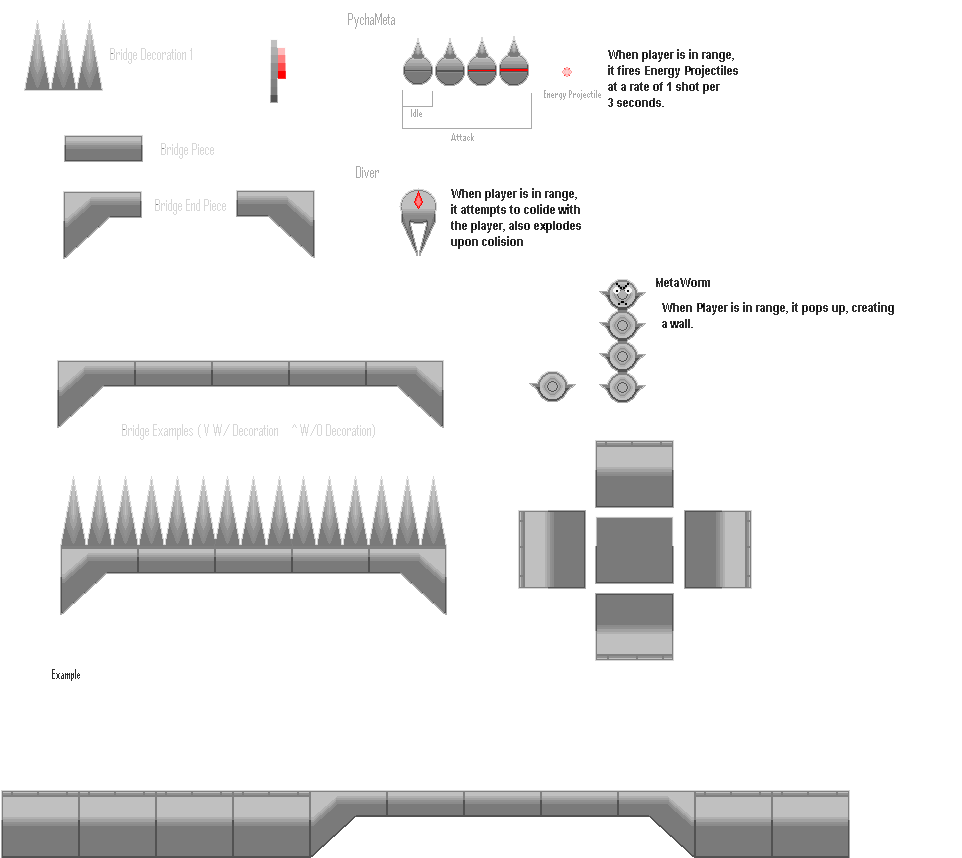 PychaMeta
Bridge Decoration 1
When player is in range,
it fires Energy Projectiles
at a rate of 1 shot per
3 seconds.
Energy Projectile
Idle
Attack
Bridge Piece
Diver
When player is in range,
it attempts to colide with
the player, also explodes
upon colision
Bridge End Piece
MetaWorm
When Player is in range, it pops up, creating
a wall.
Bridge Examples ( V W/ Decoration ^ W/O Decoration)
Example